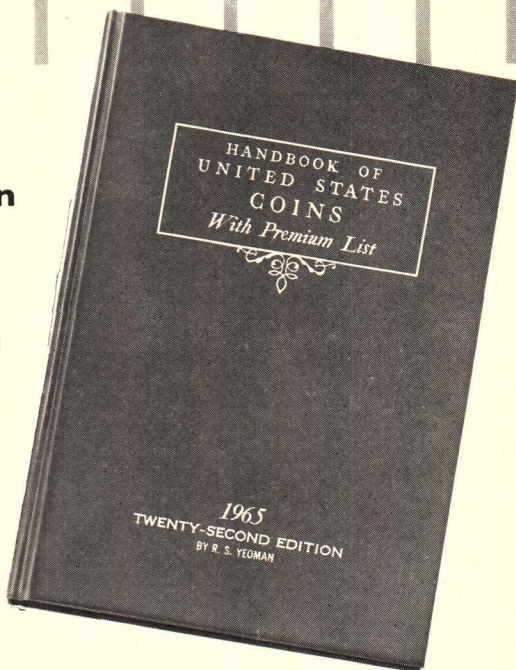 n
HANDBOOK OF
UNITED STATES
COINS
With Premium List
1965
TWENTY-SECOND EDITION
BY R. S. YEOMAN